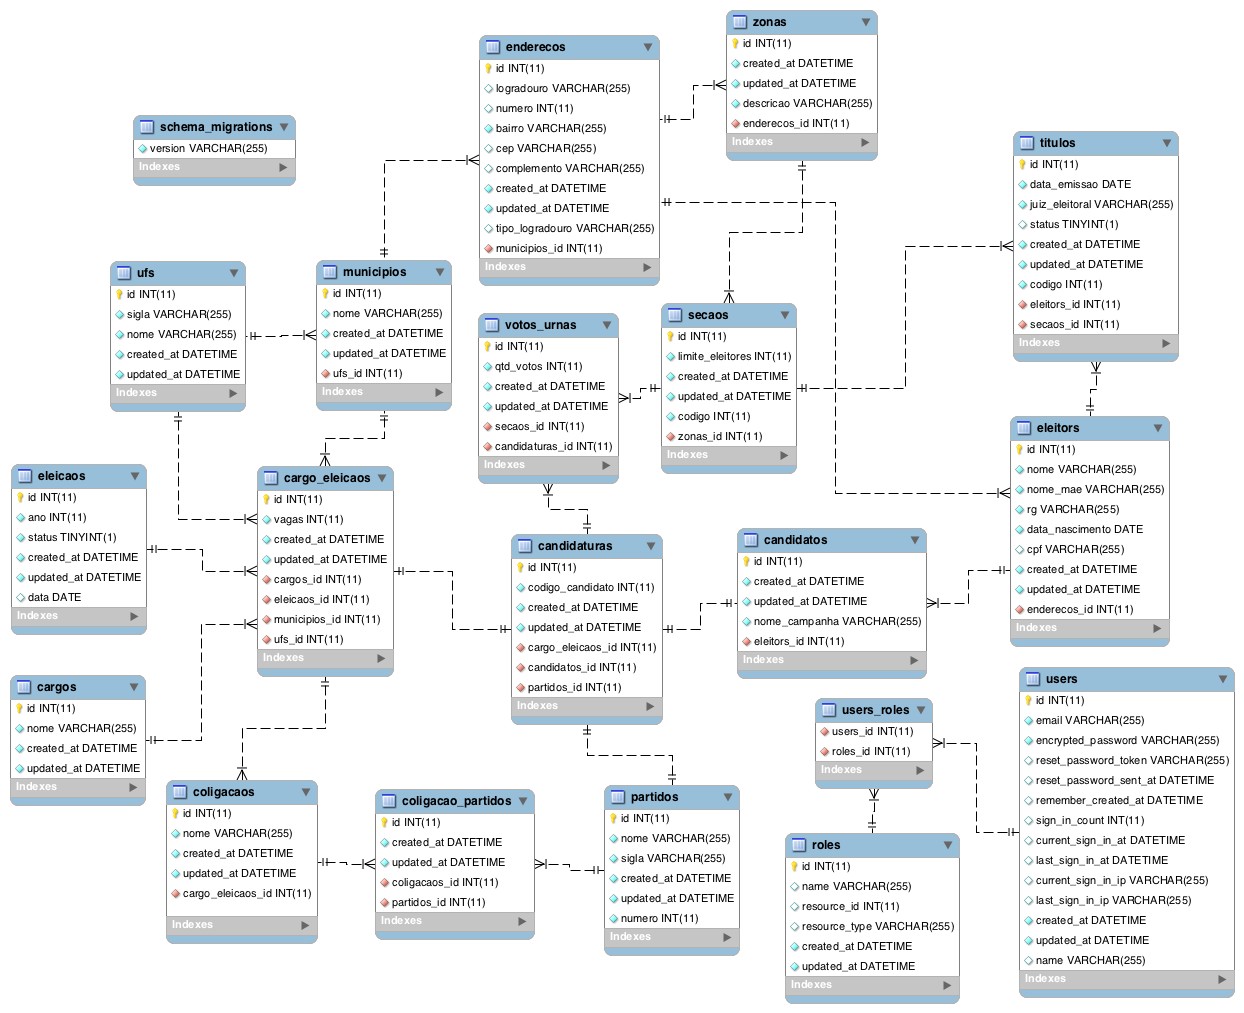 zonas
id INT(11)
created_at DATETIME
updated_at DATETIME
descricao VARCHAR(255)
enderecos_id INT(11)
Indexes
enderecos
id INT(11)
logradouro VARCHAR(255)
numero INT(11)
bairro VARCHAR(255)
cep VARCHAR(255)
complemento VARCHAR(255)
created_at DATETIME
updated_at DATETIME
tipo_logradouro VARCHAR(255)
municipios_id INT(11)
Indexes
schema_migrations
version VARCHAR(255)
Indexes
titulos
id INT(11)
data_emissao DATE
juiz_eleitoral VARCHAR(255)
status TINYINT(1)
created_at DATETIME
updated_at DATETIME
codigo INT(11)
eleitors_id INT(11)
secaos_id INT(11)
Indexes
ufs
id INT(11)
sigla VARCHAR(255)
nome VARCHAR(255)
created_at DATETIME
updated_at DATETIME
Indexes
municipios
id INT(11)
nome VARCHAR(255)
created_at DATETIME
updated_at DATETIME
ufs_id INT(11)
Indexes
votos_urnas
id INT(11)
qtd_votos INT(11)
created_at DATETIME
updated_at DATETIME
secaos_id INT(11)
candidaturas_id INT(11)
Indexes
secaos
id INT(11)
limite_eleitores INT(11)
created_at DATETIME
updated_at DATETIME
codigo INT(11)
zonas_id INT(11)
Indexes
eleitors
id INT(11)
nome VARCHAR(255)
nome_mae VARCHAR(255)
rg VARCHAR(255)
data_nascimento DATE
cpf VARCHAR(255)
created_at DATETIME
updated_at DATETIME
enderecos_id INT(11)
Indexes
eleicaos
id INT(11)
ano INT(11)
status TINYINT(1)
created_at DATETIME
updated_at DATETIME
data DATE
Indexes
cargo_eleicaos
id INT(11)
vagas INT(11)
created_at DATETIME
updated_at DATETIME
cargos_id INT(11)
eleicaos_id INT(11)
municipios_id INT(11)
ufs_id INT(11)
Indexes
candidaturas
id INT(11)
codigo_candidato INT(11)
created_at DATETIME
updated_at DATETIME
cargo_eleicaos_id INT(11)
candidatos_id INT(11)
partidos_id INT(11)
Indexes
candidatos
id INT(11)
created_at DATETIME
updated_at DATETIME
nome_campanha VARCHAR(255)
eleitors_id INT(11)
Indexes
cargos
id INT(11)
nome VARCHAR(255)
created_at DATETIME
updated_at DATETIME
Indexes
users_roles
users_id INT(11)
roles_id INT(11)
Indexes
users
id INT(11)
email VARCHAR(255)
encrypted_password VARCHAR(255)
reset_password_token VARCHAR(255)
reset_password_sent_at DATETIME
remember_created_at DATETIME
sign_in_count INT(11)
current_sign_in_at DATETIME
last_sign_in_at DATETIME
current_sign_in_ip VARCHAR(255)
last_sign_in_ip VARCHAR(255)
created_at DATETIME
updated_at DATETIME
name VARCHAR(255)
Indexes
coligacaos
id INT(11)
nome VARCHAR(255)
created_at DATETIME
updated_at DATETIME
cargo_eleicaos_id INT(11)
Indexes
coligacao_partidos
id INT(11)
created_at DATETIME
updated_at DATETIME
coligacaos_id INT(11)
partidos_id INT(11)
Indexes
partidos
id INT(11)
nome VARCHAR(255)
sigla VARCHAR(255)
created_at DATETIME
updated_at DATETIME
numero INT(11)
Indexes
roles
id INT(11)
name VARCHAR(255)
resource_id INT(11)
resource_type VARCHAR(255)
created_at DATETIME
updated_at DATETIME
Indexes